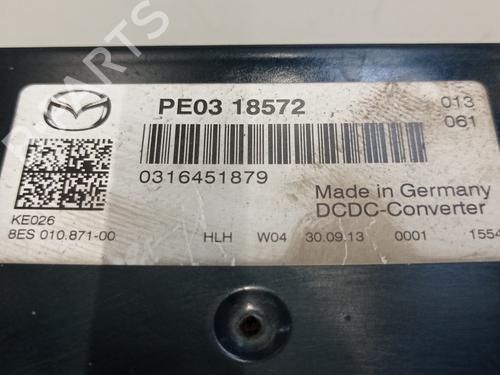 PE03 18572
013
061
0316451879
Made in Germany
DCDC-Converter
KE026
8ES 010.871-00
HLH W04 30.09.13 0001 1554
PARTS